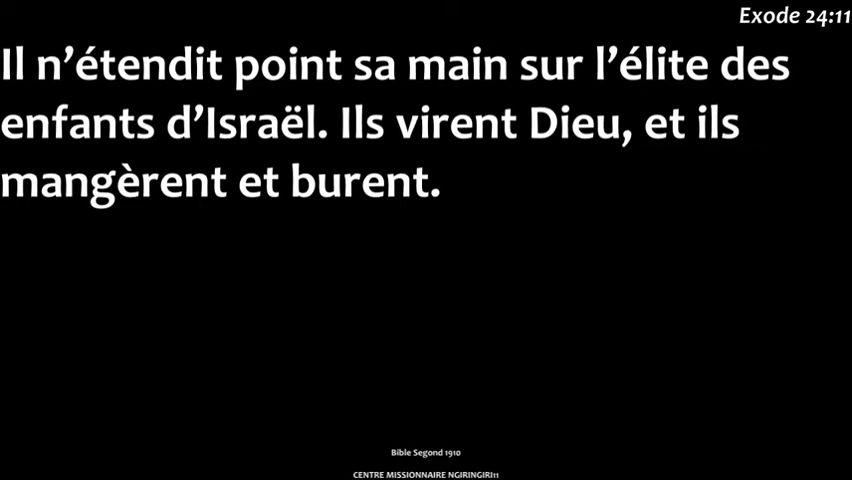 Exode 24:11
Il n’étendit point sa main sur l’élite des
enfants d’Israël. Ils virent Dieu, et ils
mangèrent et burent.
Bible Segond 1910
CENTRE MISSIONNAIRE NGIRINGIRI11